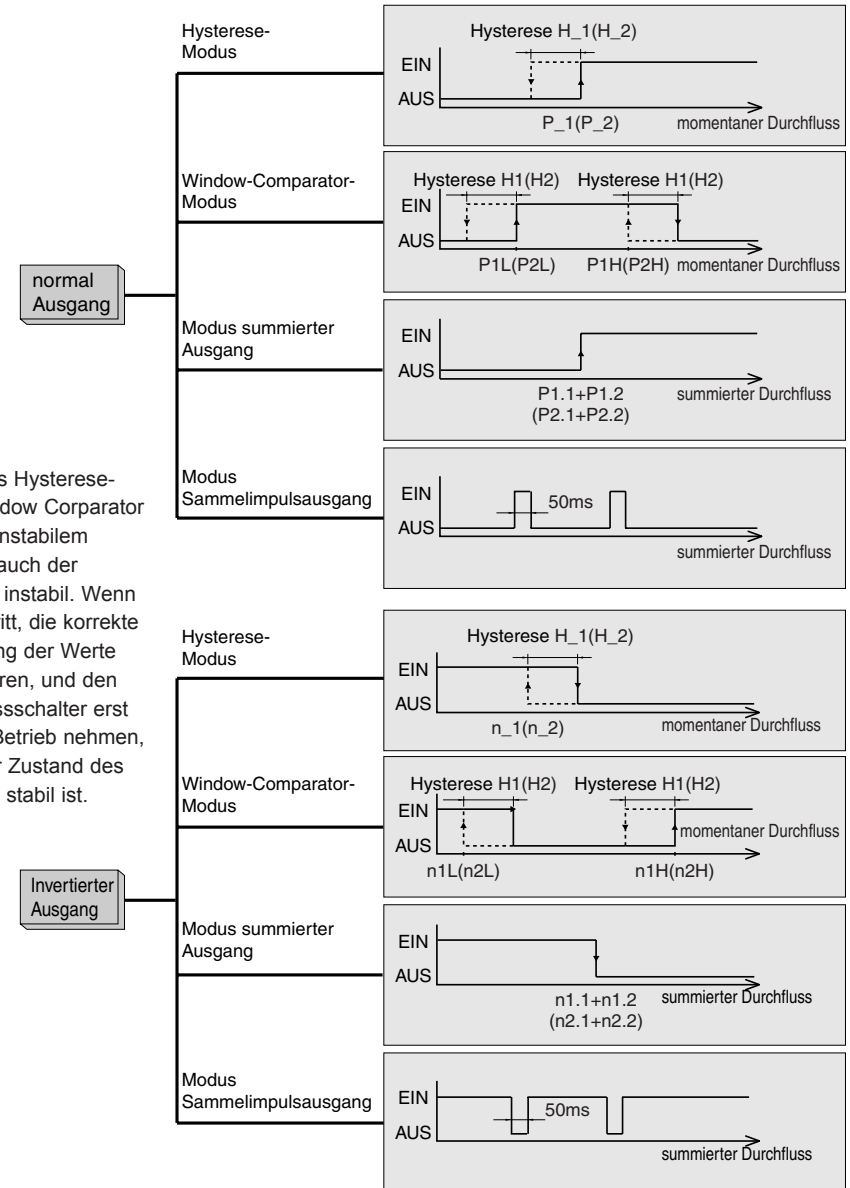 Hysterese-
Modus
Hysterese H_1(H_2)
EIN
AUS
P_1(P_2)
momentaner Durchfluss
Window-Comparator-
Modus
Hysterese H1(H2) Hysterese H1(H2)
EIN
AUS
P1L(P2L) P1H(P2H) momentaner Durchfluss
normal
Ausgang
Modus summierter
Ausgang
EIN
AUS
P1.1+P1.2
(P2.1+P2.2)
summierter Durchfluss
Modus
Sammelimpulsausgang
EIN
50ms
AUS
summierter Durchfluss
s Hysterese-
dow Corparator
nstabilem
auch der
instabil. Wenn
ritt, die korrekte
ng der Werte
ren, und den
ssschalter erst
Betrieb nehmen,
r Zustand des
stabil ist.
Hysterese-
Modus
Hysterese H_1(H_2)
EIN
AUS
n_1(n_2)
momentaner Durchfluss
Window-Comparator-
Modus
Hysterese H1(H2) Hysterese H1(H2)
EIN
momentaner Durchfluss
AUS
n1L(n2L) n1H(n2H)
Invertierter
Ausgang
Modus summierter
Ausgang
EIN
AUS
n1.1+n1.2
(n2.1+n2.2)
summierter Durchfluss
Modus
Sammelimpulsausgang
EIN
50ms
AUS
summierter Durchfluss